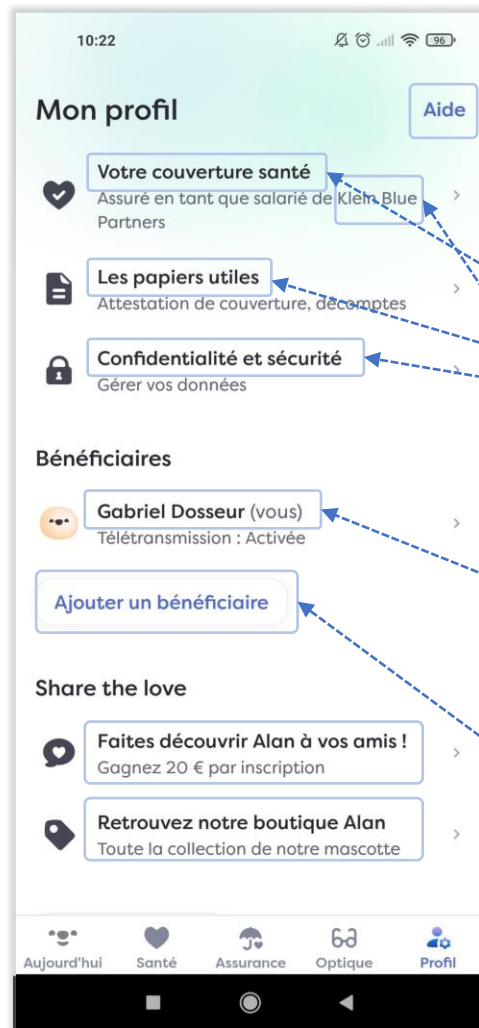 10:22
96
Mon profil
Aide
Votre couverture santé
Assuré en tant que salarié de Klein Blue
Partners
Les papiers utiles
Attestation de couverture, décomptes
Confidentialité et sécurité
Gérer vos données
Bénéficiaires
Gabriel Dosseur (vous)
Télétransmission : Activée
Ajouter un bénéficiaire
Share the love
Faites découvrir Alan à vos amis !
Gagnez 20 € par inscription
Retrouvez notre boutique Alan
Toute la collection de notre mascotte
Aujourd'hui Santé Assurance Optique Profil